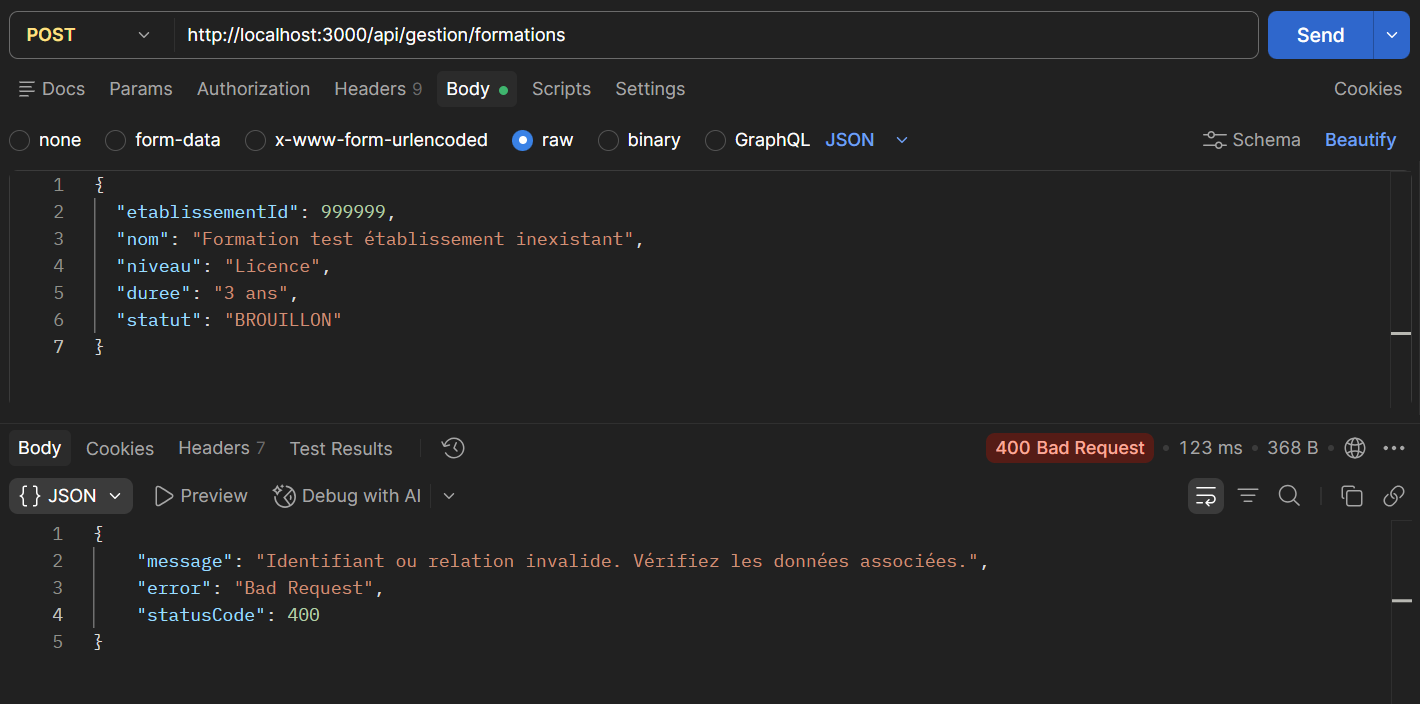 POST http://localhost:3000/api/gestion/formations Send
Docs Params Authorization Headers 9 Body Scripts Settings Cookies
none form-data x-www-form-urlencoded raw binary GraphQL JSON Schema Beautify
1 {
2 "etablissementId": 999999,
3 "nom": "Formation test établissement inexistant",
4 "niveau": "Licence",
5 "duree": "3 ans",
6 "statut": "BROUILLON"
7 }
Body Cookies Headers 7 Test Results 400 Bad Request • 123 ms • 368 B •
{} JSON Preview Debug with AI
1 {
2 "message": "Identifiant ou relation invalide. Vérifiez les données associées.",
3 "error": "Bad Request",
4 "statusCode": 400
5 }